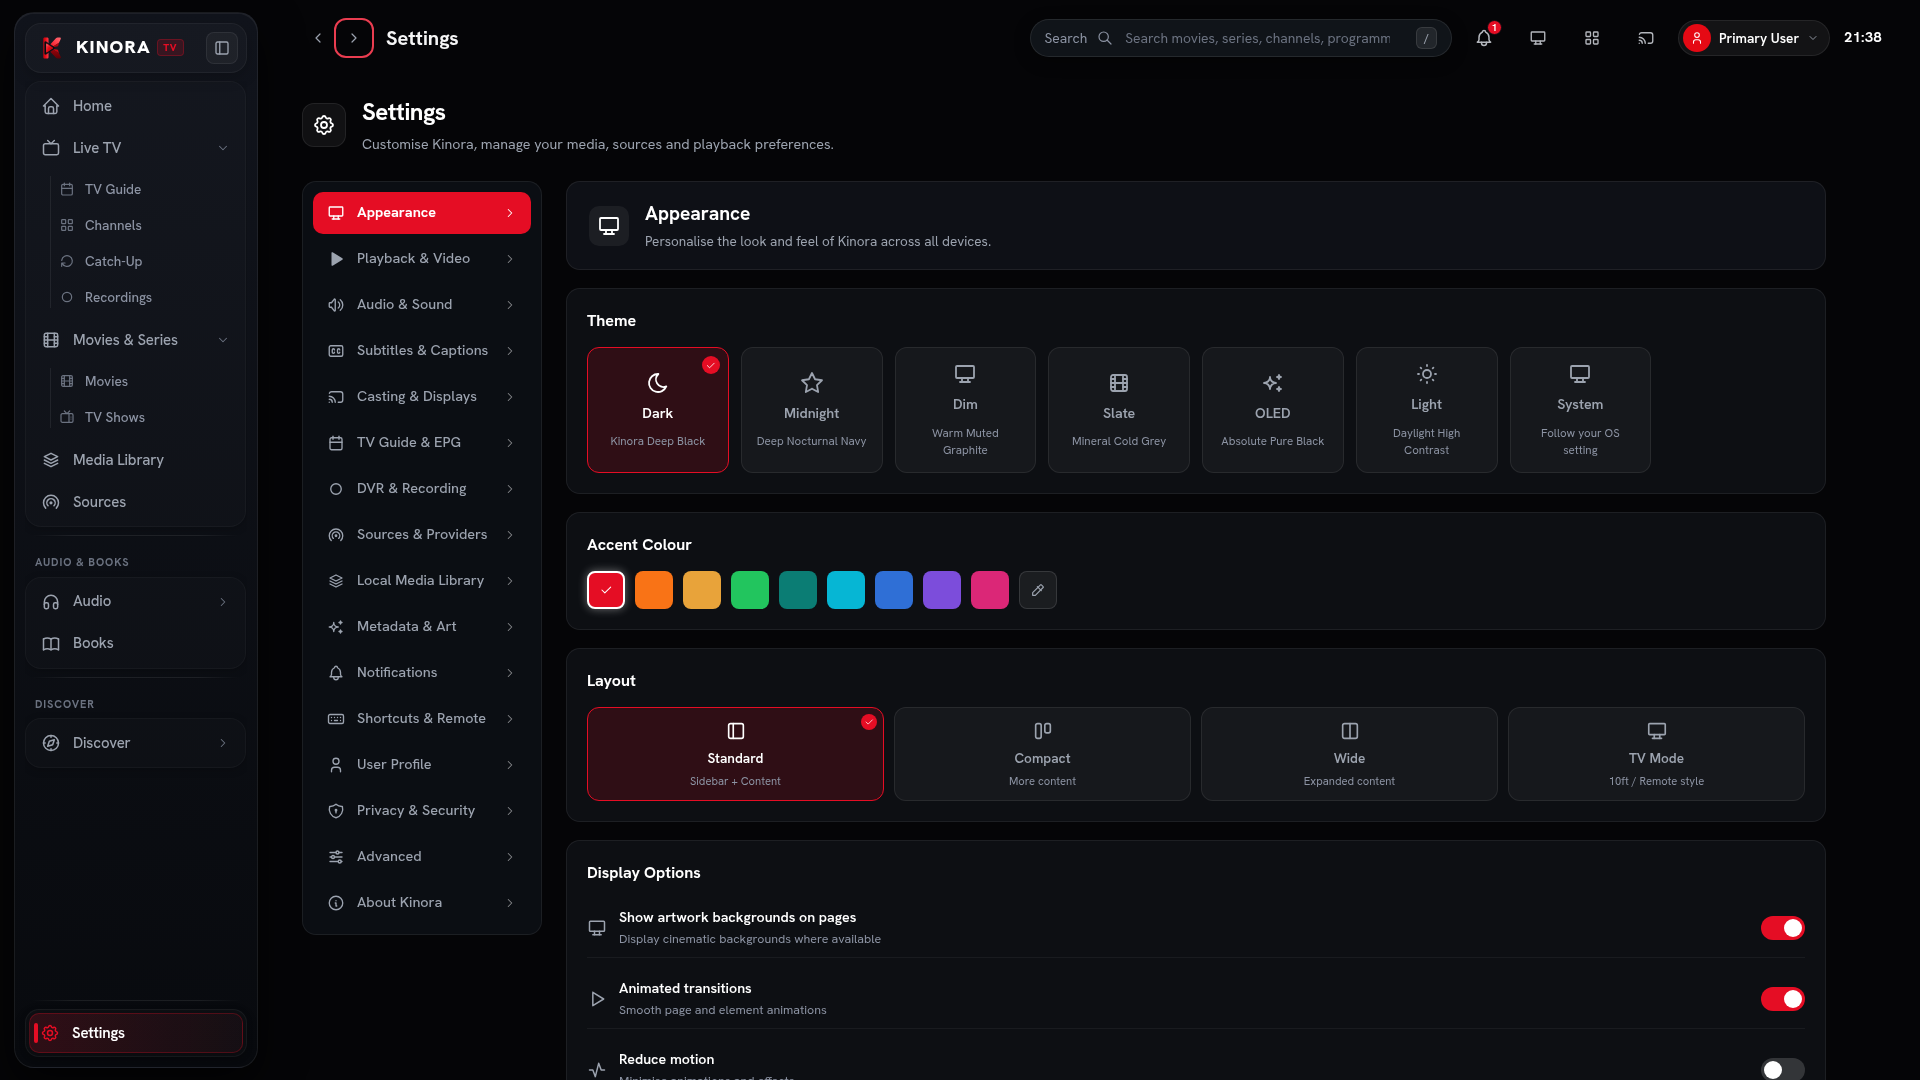 KINORA TV
Home
Live TV
TV Guide
Channels
Catch-Up
Recordings
Movies & Series
Movies
TV Shows
Media Library
Sources
AUDIO & BOOKS
Audio
Books
DISCOVER
Discover
Settings
Settings
Search
Search movies, series, channels, programm
/
1
Primary User
21:38
Settings
Customise Kinora, manage your media, sources and playback preferences.
Appearance
Playback & Video
Audio & Sound
Subtitles & Captions
Casting & Displays
TV Guide & EPG
DVR & Recording
Sources & Providers
Local Media Library
Metadata & Art
Notifications
Shortcuts & Remote
User Profile
Privacy & Security
Advanced
About Kinora
Appearance
Personalise the look and feel of Kinora across all devices.
Theme
Dark
Kinora Deep Black
Midnight
Deep Nocturnal Navy
Dim
Warm Muted
Graphite
Slate
Mineral Cold Grey
OLED
Absolute Pure Black
Light
Daylight High
Contrast
System
Follow your OS
setting
Accent Colour
Layout
Standard
Sidebar + Content
Compact
More content
Wide
Expanded content
TV Mode
10ft / Remote style
Display Options
Show artwork backgrounds on pages
Display cinematic backgrounds where available
Animated transitions
Smooth page and element animations
Reduce motion
Minimise animations and effects